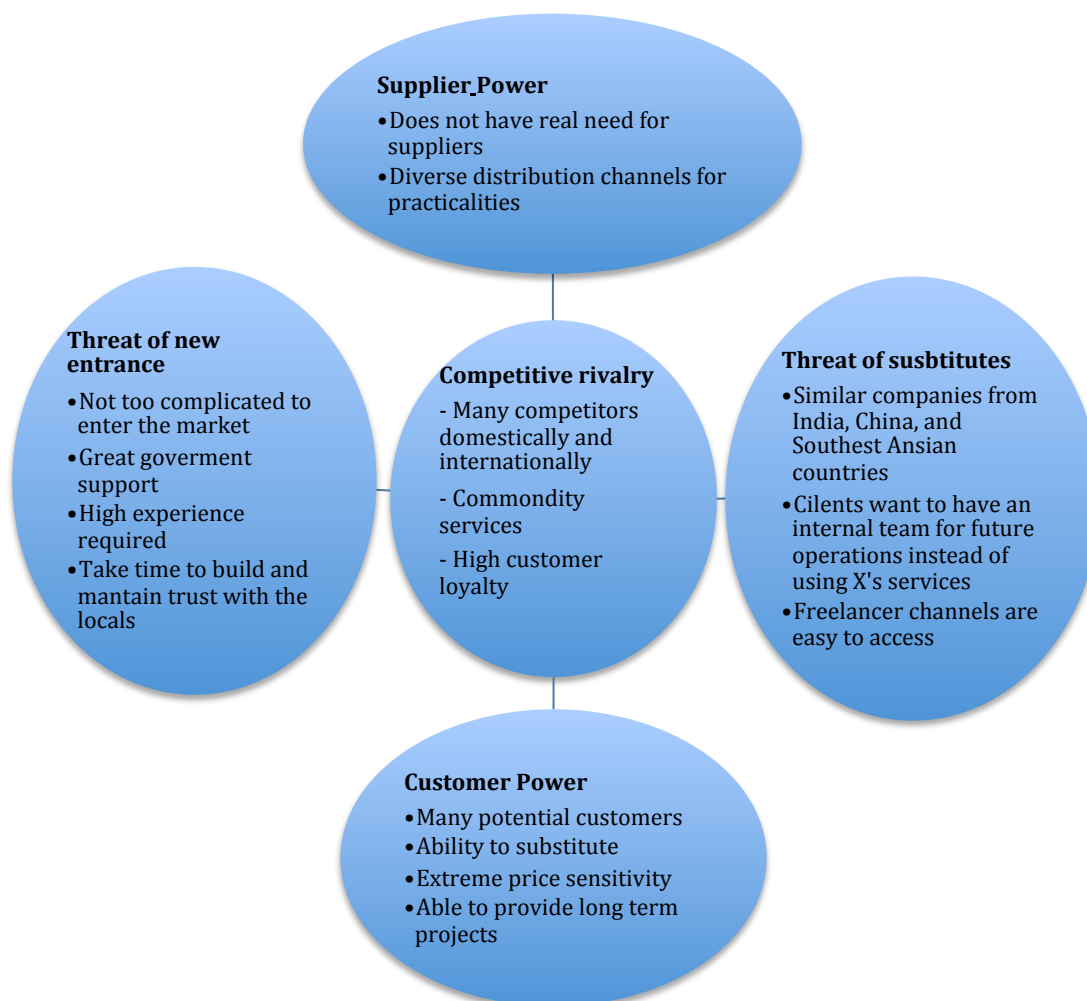 Supplier Power
•Does not have real need for
suppliers
•Diverse distribution channels for
practicalities
Threat of new
entrance
•Not too complicated to
enter the market
•Great goverment
support
•High experience
required
•Take time to build and
mantain trust with the
locals
Competitive rivalry
- Many competitors
domestically and
internationally
- Commondity
services
- High customer
loyalty
Threat of susbtitutes
•Similar companies from
India, China, and
Southest Ansian
countries
•Cilents want to have an
internal team for future
operations instead of
using X's services
•Freelancer channels are
easy to access
Customer Power
•Many potential customers
•Ability to substitute
•Extreme price sensitivity
•Able to provide long term
projects